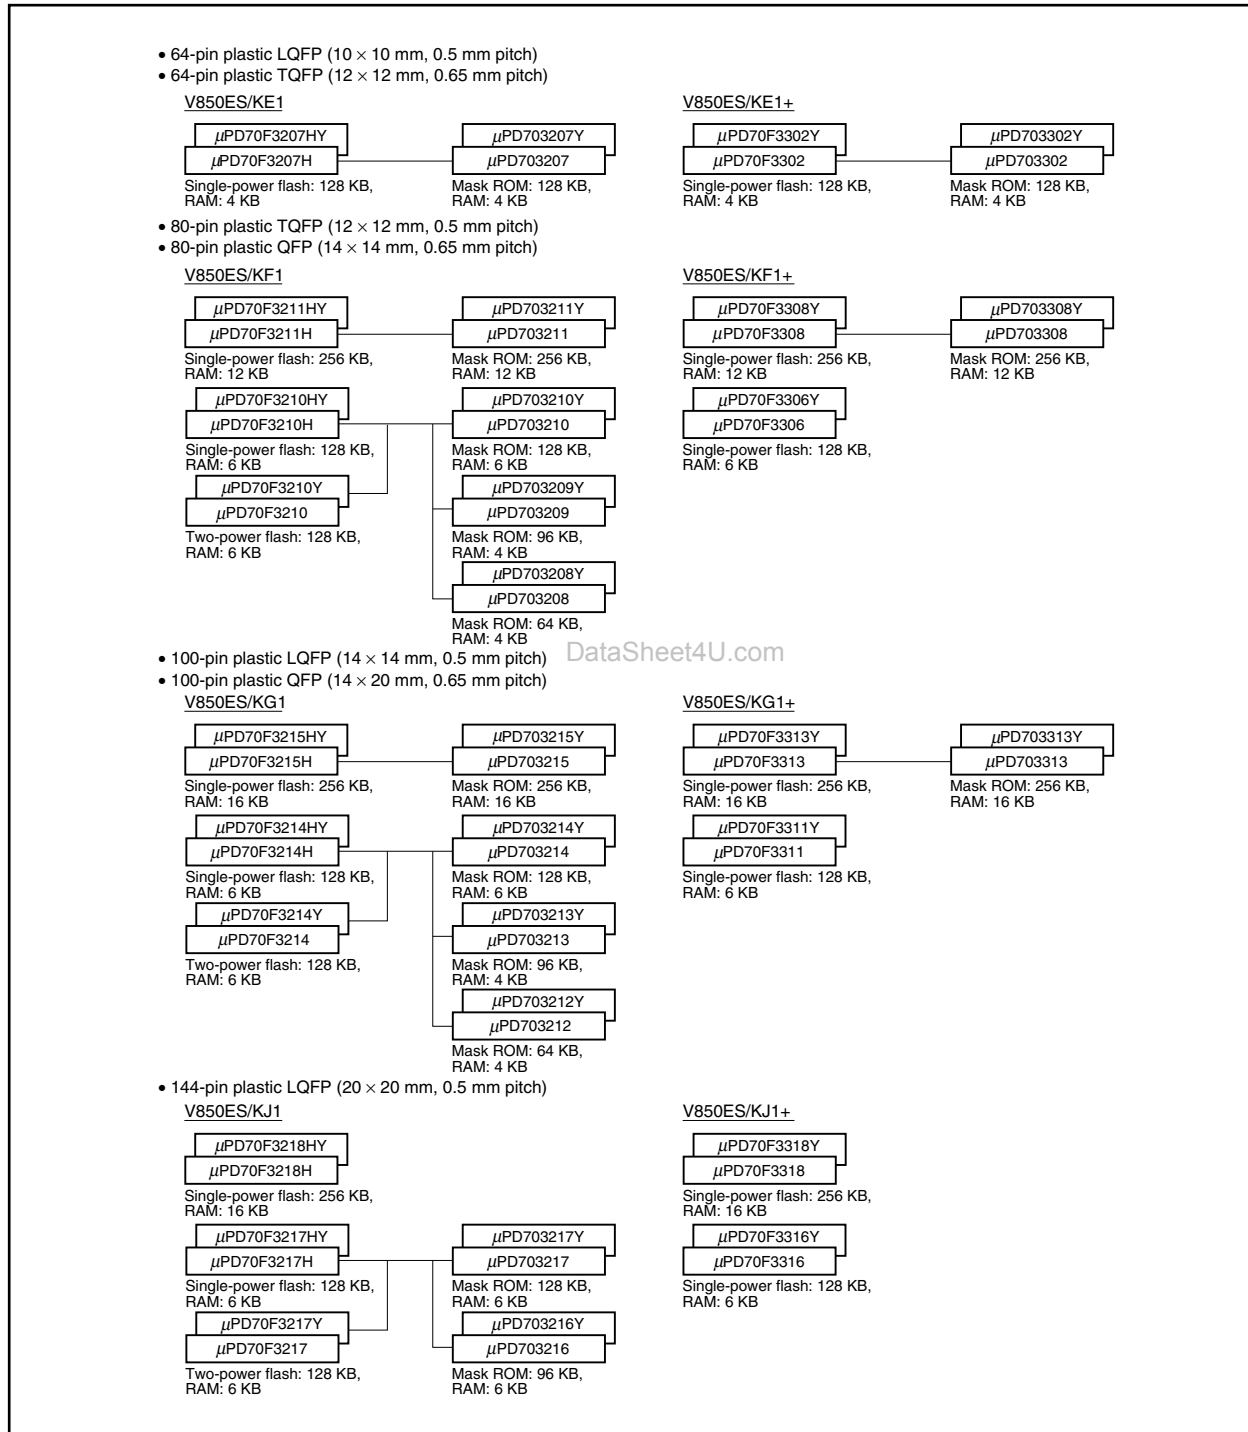 • 64-pin plastic LQFP (10 × 10 mm, 0.5 mm pitch)
• 64-pin plastic TQFP (12 × 12 mm, 0.65 mm pitch)
V850ES/KE1
μPD70F3207HY
μPD70F3207H
Single-power flash: 128 KB,
RAM: 4 KB
μPD703207Y
μPD703207
Mask ROM: 128 KB,
RAM: 4 KB
V850ES/KE1+
μPD70F3302Y
μPD70F3302
Single-power flash: 128 KB,
RAM: 4 KB
μPD703302Y
μPD703302
Mask ROM: 128 KB,
RAM: 4 KB
• 80-pin plastic TQFP (12 × 12 mm, 0.5 mm pitch)
• 80-pin plastic QFP (14 × 14 mm, 0.65 mm pitch)
V850ES/KF1
μPD70F3211HY
μPD70F3211H
Single-power flash: 256 KB,
RAM: 12 KB
μPD703211Y
μPD703211
Mask ROM: 256 KB,
RAM: 12 KB
μPD70F3210HY
μPD70F3210H
Single-power flash: 128 KB,
RAM: 6 KB
μPD703210Y
μPD703210
Mask ROM: 128 KB,
RAM: 6 KB
μPD70F3210Y
μPD70F3210
Two-power flash: 128 KB,
RAM: 6 KB
μPD703209Y
μPD703209
Mask ROM: 96 KB,
RAM: 4 KB
μPD703208Y
μPD703208
Mask ROM: 64 KB,
RAM: 4 KB
V850ES/KF1+
μPD70F3308Y
μPD70F3308
Single-power flash: 256 KB,
RAM: 12 KB
μPD703308Y
μPD703308
Mask ROM: 256 KB,
RAM: 12 KB
μPD70F3306Y
μPD70F3306
Single-power flash: 128 KB,
RAM: 6 KB
DataSheet4U.com
• 100-pin plastic LQFP (14 × 14 mm, 0.5 mm pitch)
• 100-pin plastic QFP (14 × 20 mm, 0.65 mm pitch)
V850ES/KG1
μPD70F3215HY
μPD70F3215H
Single-power flash: 256 KB,
RAM: 16 KB
μPD703215Y
μPD703215
Mask ROM: 256 KB,
RAM: 16 KB
μPD70F3214HY
μPD70F3214H
Single-power flash: 128 KB,
RAM: 6 KB
μPD703214Y
μPD703214
Mask ROM: 128 KB,
RAM: 6 KB
μPD70F3214Y
μPD70F3214
Two-power flash: 128 KB,
RAM: 6 KB
μPD703213Y
μPD703213
Mask ROM: 96 KB,
RAM: 4 KB
μPD703212Y
μPD703212
Mask ROM: 64 KB,
RAM: 4 KB
V850ES/KG1+
μPD70F3313Y
μPD70F3313
Single-power flash: 256 KB,
RAM: 16 KB
μPD703313Y
μPD703313
Mask ROM: 256 KB,
RAM: 16 KB
μPD70F3311Y
μPD70F3311
Single-power flash: 128 KB,
RAM: 6 KB
• 144-pin plastic LQFP (20 × 20 mm, 0.5 mm pitch)
V850ES/KJ1
μPD70F3218HY
μPD70F3218H
Single-power flash: 256 KB,
RAM: 16 KB
μPD70F3217HY
μPD70F3217H
Single-power flash: 128 KB,
RAM: 6 KB
μPD703217Y
μPD703217
Mask ROM: 128 KB,
RAM: 6 KB
μPD70F3217Y
μPD70F3217
Two-power flash: 128 KB,
RAM: 6 KB
μPD703216Y
μPD703216
Mask ROM: 96 KB,
RAM: 6 KB
V850ES/KJ1+
μPD70F3318Y
μPD70F3318
Single-power flash: 256 KB,
RAM: 16 KB
μPD70F3316Y
μPD70F3316
Single-power flash: 128 KB,
RAM: 6 KB